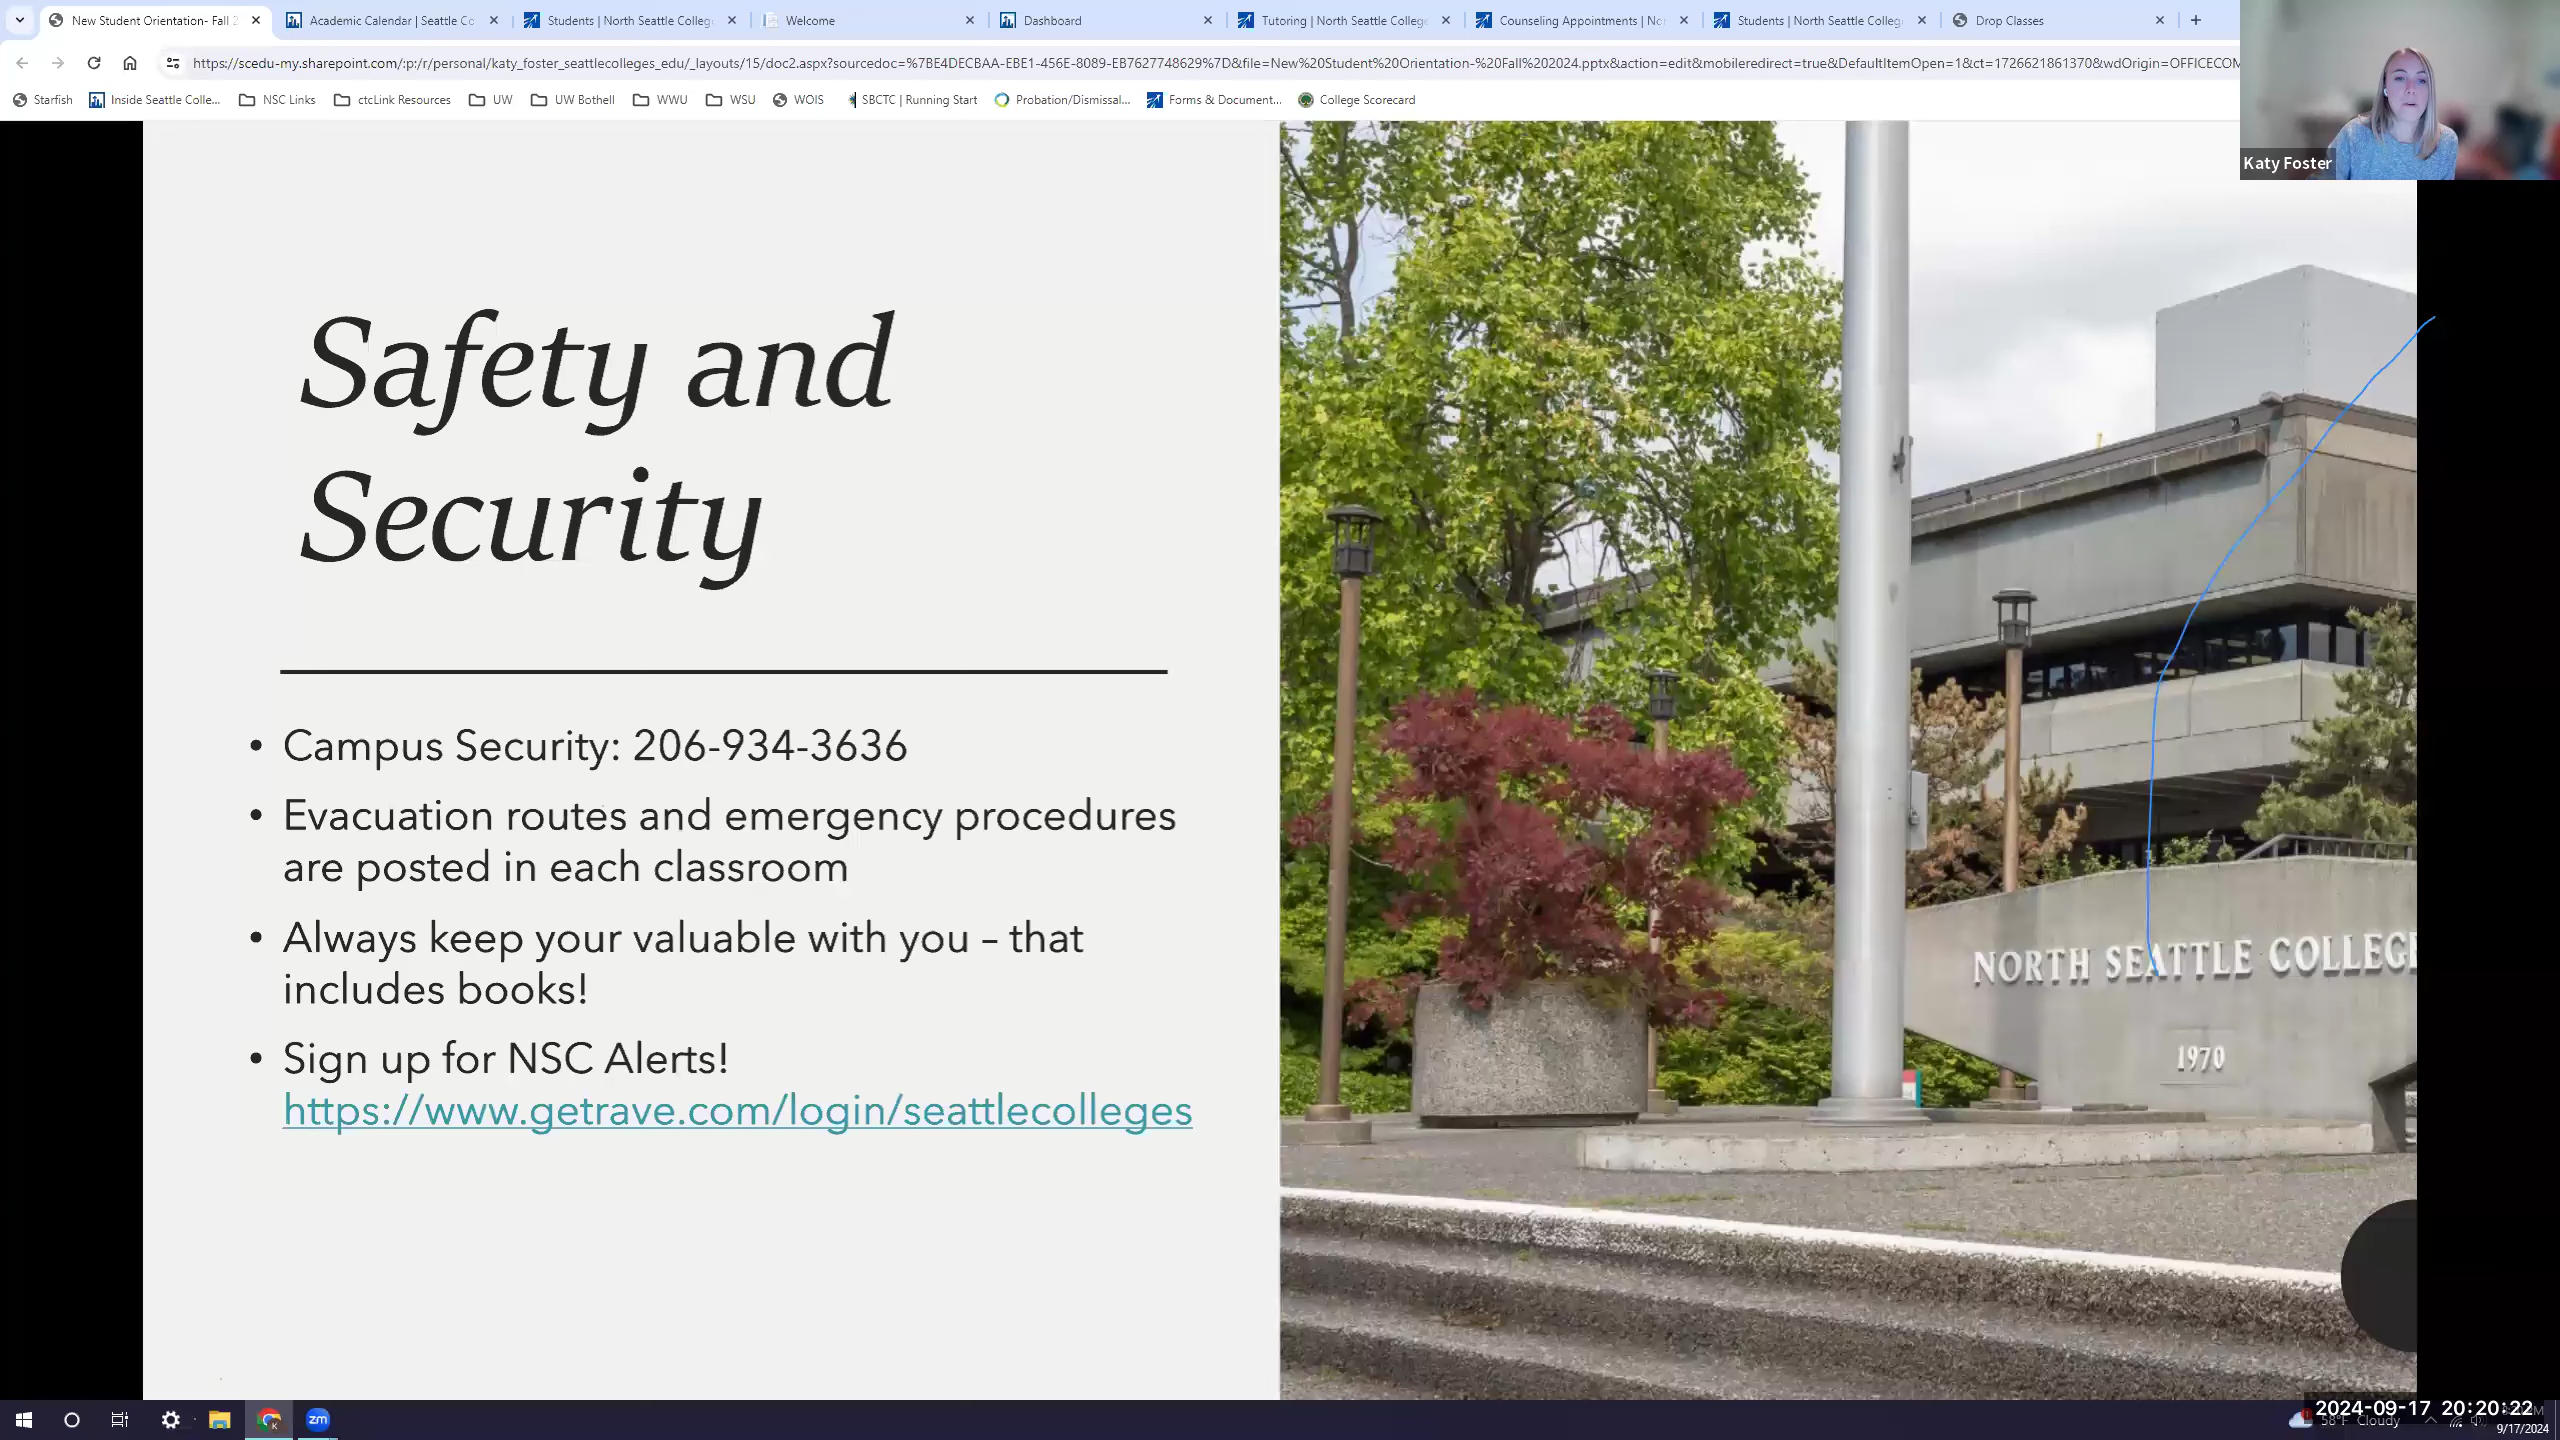 New Student Orientation- Fall 2
Academic Calendar | Seattle Co
Students | North Seattle College
Welcome
Dashboard
Tutoring | North Seattle College
Counseling Appointments | No
Students | North Seattle College
Drop Classes
https://scedu-my.sharepoint.com/:p:/r/personal/katy_foster_seattlecolleges_edu/_layouts/15/doc2.aspx?sourcedoc=%7BE4DECBAA-EBE1-456E-8089-EB7627748629%7D&file=New%20Student%20Orientation-%20Fall%202024.pptx&action=edit&mobileredirect=true&DefaultItemOpen=1&ct=1726621861370&wdOrigin=OFFICECOM
Starfish
Inside Seattle Colle...
NSC Links
ctcLink Resources
UW
UW Bothell
WWU
WSU
WOIS
SBCTC | Running Start
Probation/Dismissal...
Forms & Document...
College Scorecard
Katy Foster
Safety and
Security
• Campus Security: 206-934-3636
• Evacuation routes and emergency procedures
are posted in each classroom
• Always keep your valuable with you – that
includes books!
• Sign up for NSC Alerts!
https://www.getrave.com/login/seattlecolleges
NORTH SEATTLE COLLEGE
1970
zm
58°F Cloudy
2024-09-17 20:20:22
9/17/2024